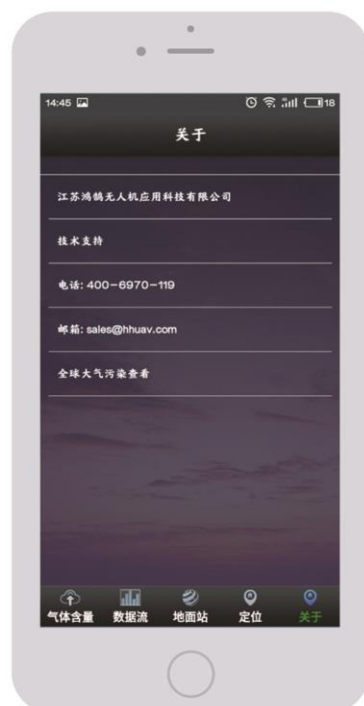 14:45 18
关于
江苏鸿鹄无人机应用科技有限公司
技术支持
电话: 400-6970-119
邮箱: sales@hhuav.com
全球大气污染查看
气体含量 数据流 地面站 定位 关于